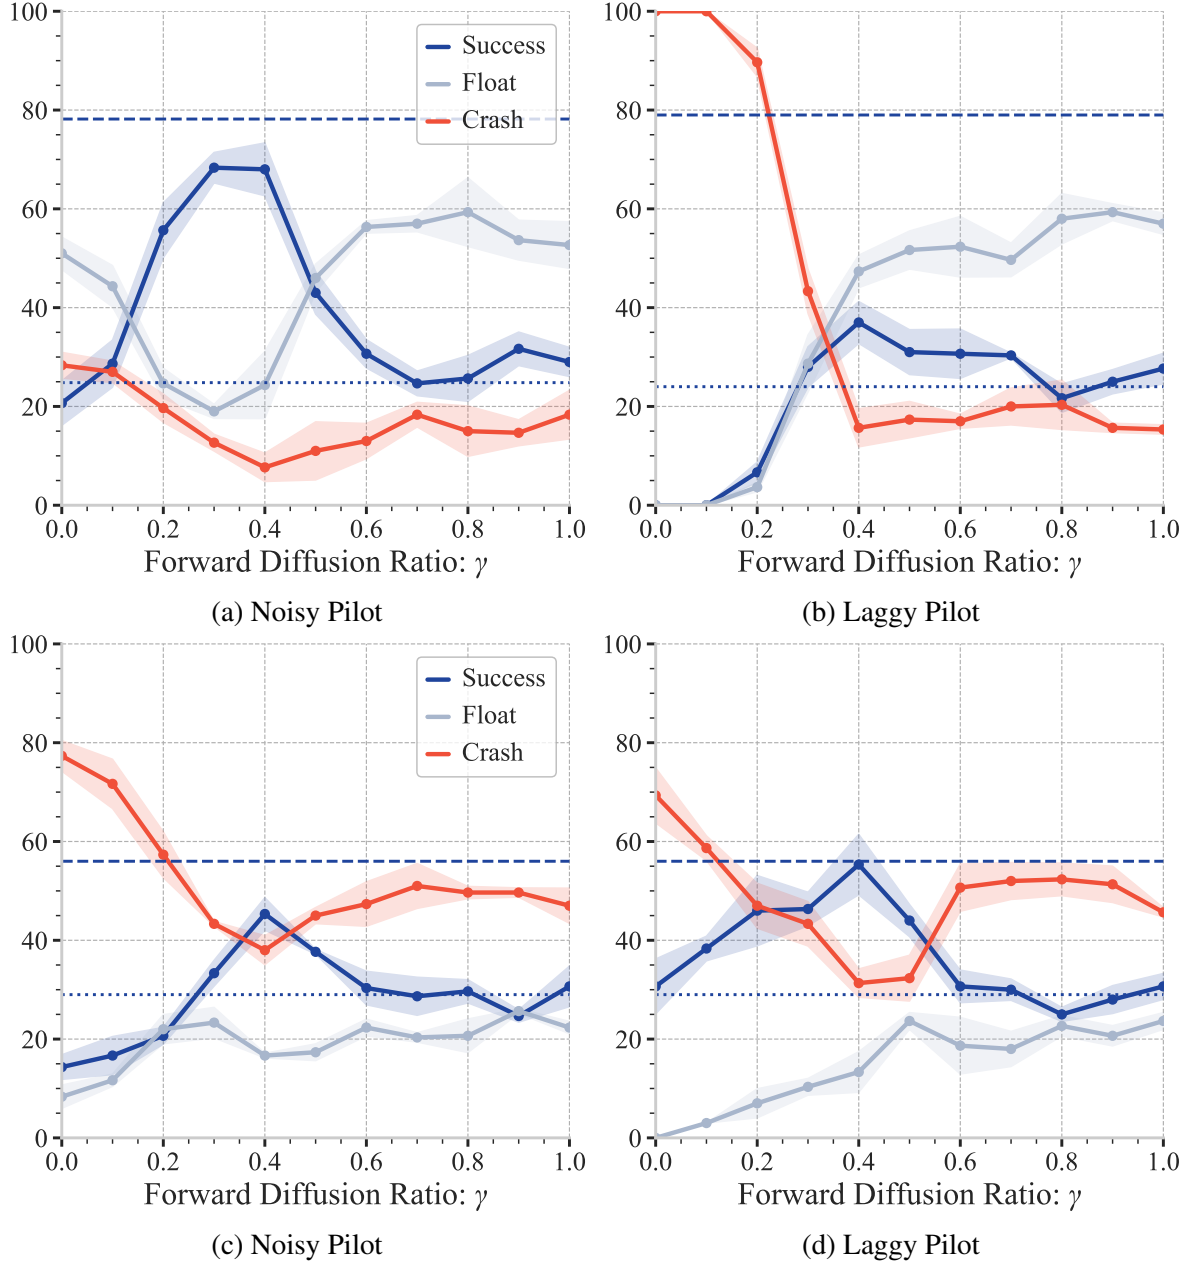 100
80
60
40
20
0
0.0 0.2 0.4 0.6 0.8 1.0
Success
Float
Crash
Forward Diffusion Ratio: γ
(a) Noisy Pilot
100
80
60
40
20
0
0.0 0.2 0.4 0.6 0.8 1.0
Forward Diffusion Ratio: γ
(b) Laggy Pilot
100
80
60
40
20
0
0.0 0.2 0.4 0.6 0.8 1.0
Success
Float
Crash
Forward Diffusion Ratio: γ
(c) Noisy Pilot
100
80
60
40
20
0
0.0 0.2 0.4 0.6 0.8 1.0
Forward Diffusion Ratio: γ
(d) Laggy Pilot